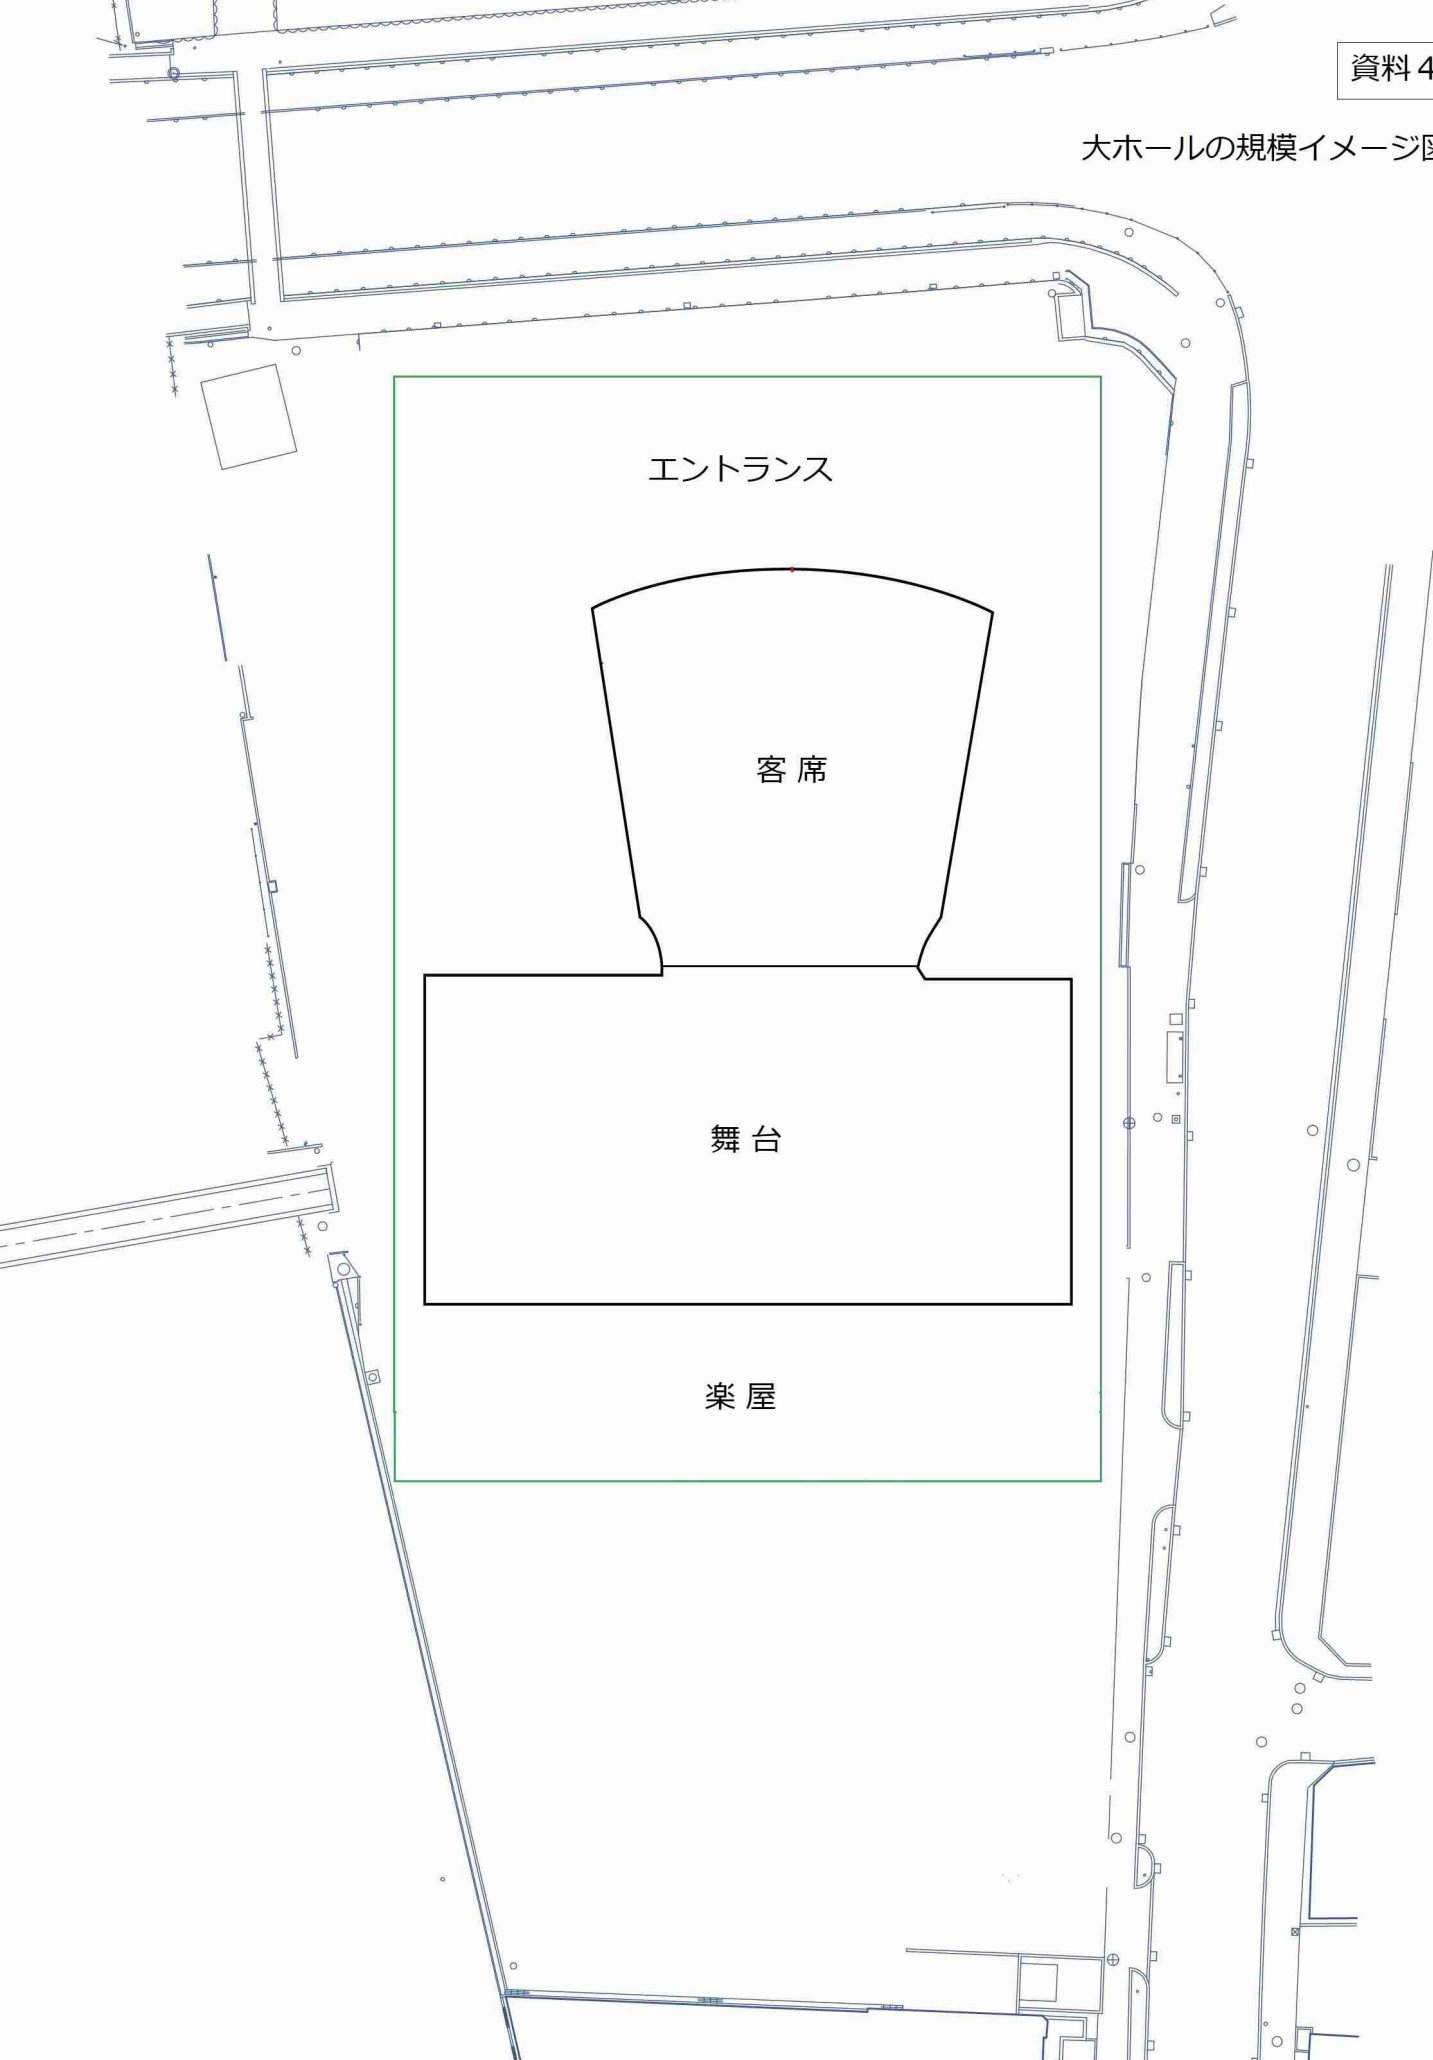 資料4
大ホールの規模イメージ図
エントランス
客席
舞台
楽屋